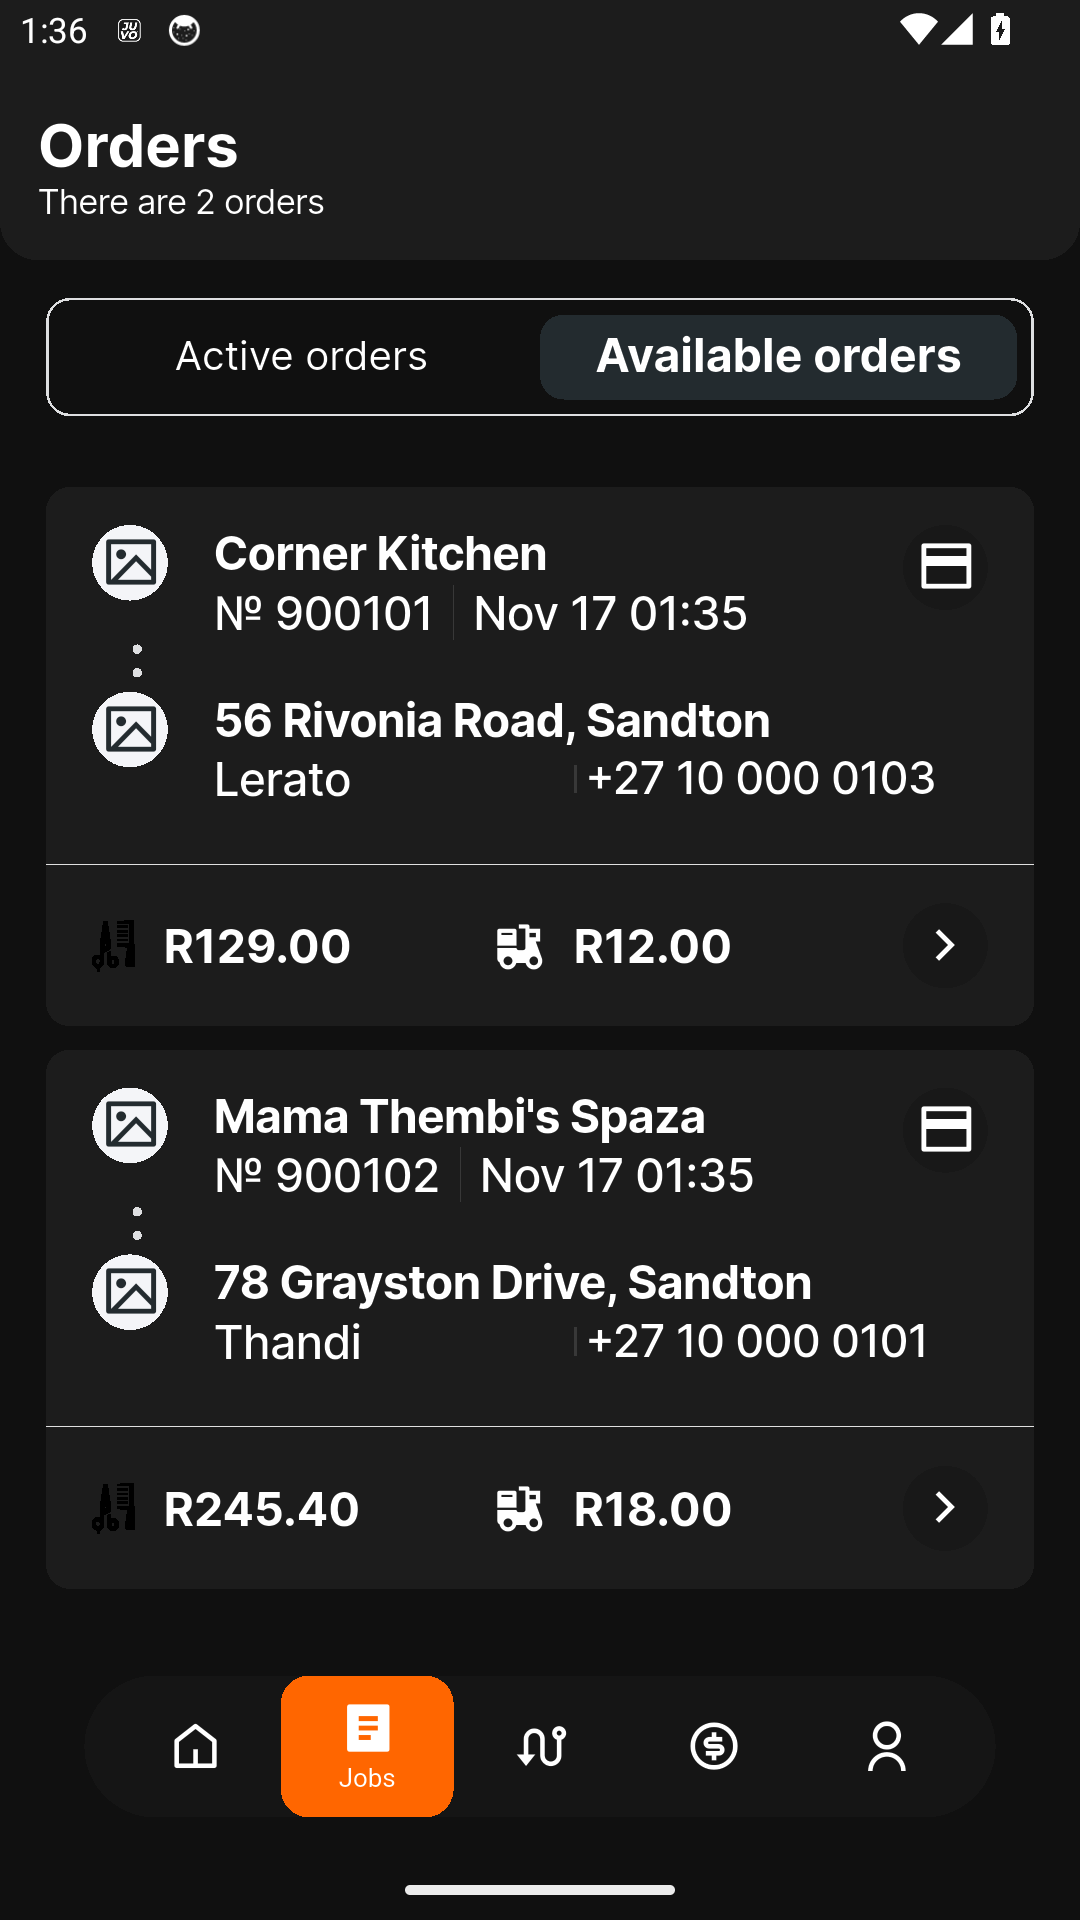 1:36
JUVO
Orders
There are 2 orders
Active orders
Available orders
Corner Kitchen
№ 900101
Nov 17 01:35
56 Rivonia Road, Sandton
Lerato
+27 10 000 0103
R129.00
R12.00
Mama Thembi's Spaza
№ 900102
Nov 17 01:35
78 Grayston Drive, Sandton
Thandi
+27 10 000 0101
R245.40
R18.00
Jobs